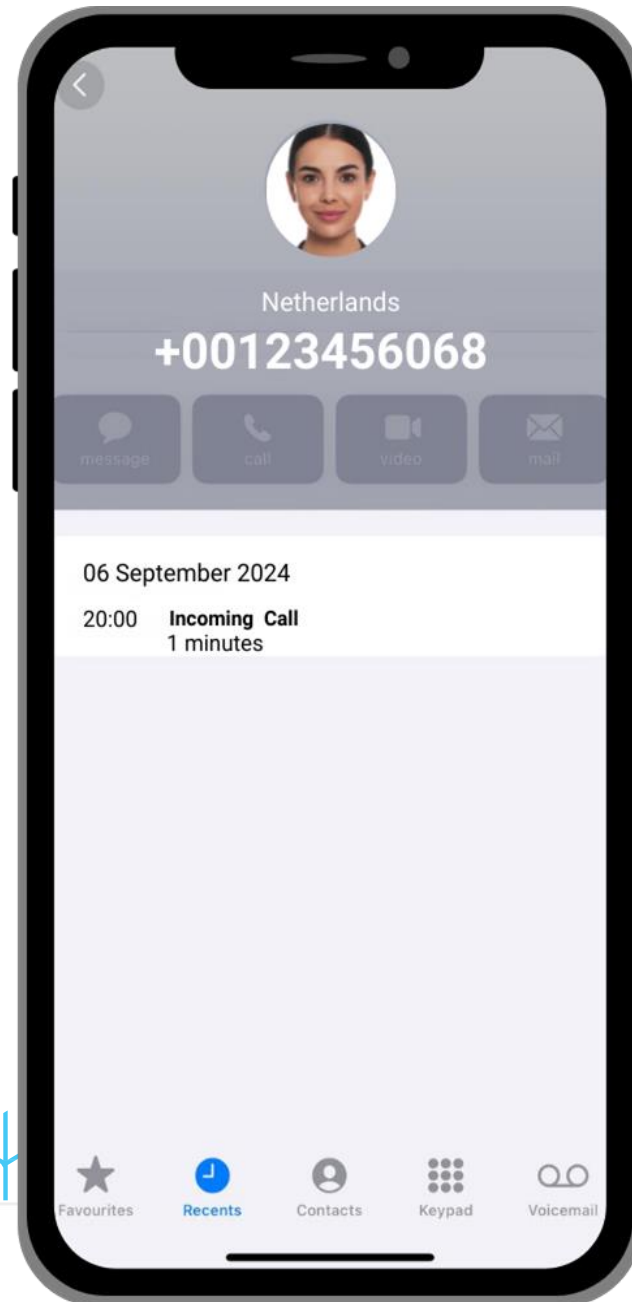 Netherlands
+00123456068
message call video mail
06 September 2024
20:00 Incoming Call
1 minutes
Favourites Recents Contacts Keypad Voicemail